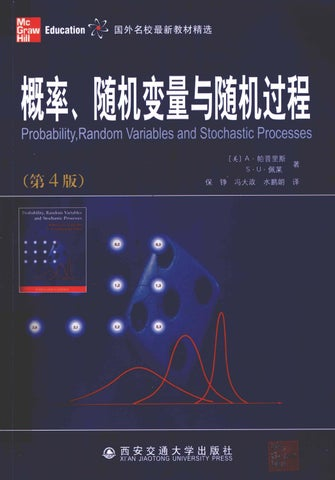 Mc
Graw
Hill
Education
国外名校最新教材精选
概率、随机变量与随机过程
Probability,Random Variables and Stochastic Processes
[美] A·帕普里斯 著
S·U·佩莱
(第4版)
保铮 冯大政 水鹏朗 译
Probability, Random Variables
and Stochastic Processes
西安交通大学出版社
XI'AN JIAOTONG UNIVERSITY PRESS